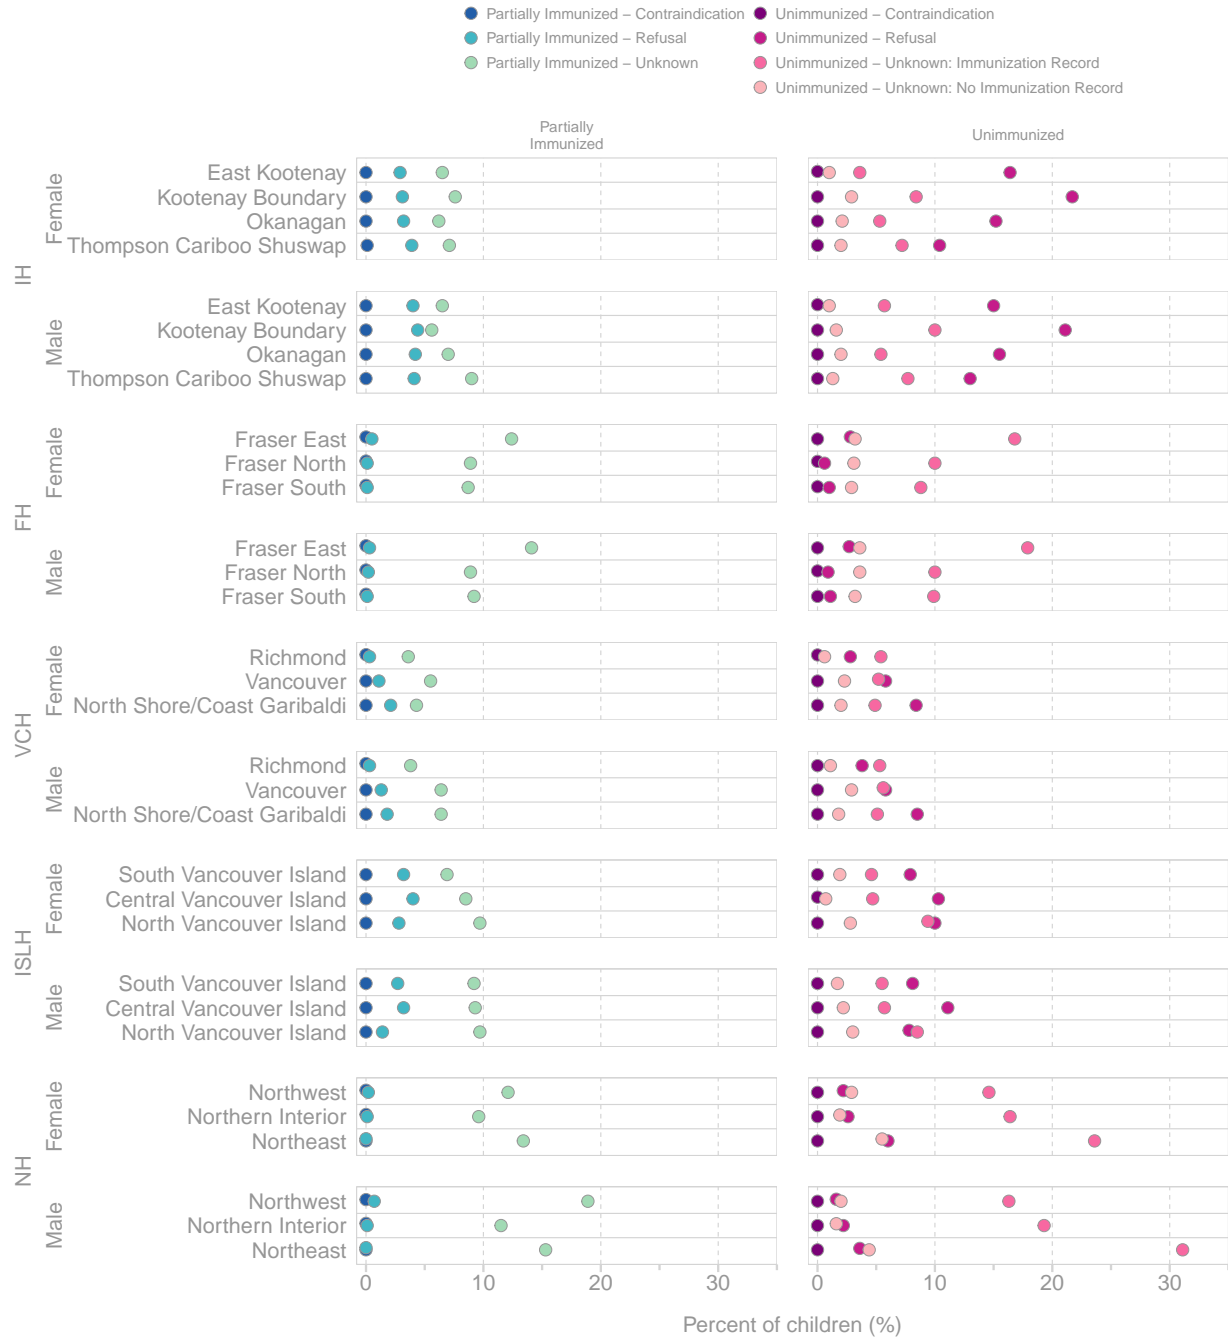 Partially Immunized – Contraindication
Partially Immunized – Refusal
Partially Immunized – Unknown
Unimmunized – Contraindication
Unimmunized – Refusal
Unimmunized – Unknown: Immunization Record
Unimmunized – Unknown: No Immunization Record
Partially
Immunized
Unimmunized
IH
Female
East Kootenay
Kootenay Boundary
Okanagan
Thompson Cariboo Shuswap
Male
East Kootenay
Kootenay Boundary
Okanagan
Thompson Cariboo Shuswap
FH
Female
Fraser East
Fraser North
Fraser South
Male
Fraser East
Fraser North
Fraser South
VCH
Female
Richmond
Vancouver
North Shore/Coast Garibaldi
Male
Richmond
Vancouver
North Shore/Coast Garibaldi
ISLH
Female
South Vancouver Island
Central Vancouver Island
North Vancouver Island
Male
South Vancouver Island
Central Vancouver Island
North Vancouver Island
NH
Female
Northwest
Northern Interior
Northeast
Male
Northwest
Northern Interior
Northeast
0 10 20 30
0 10 20 30
Percent of children (%)